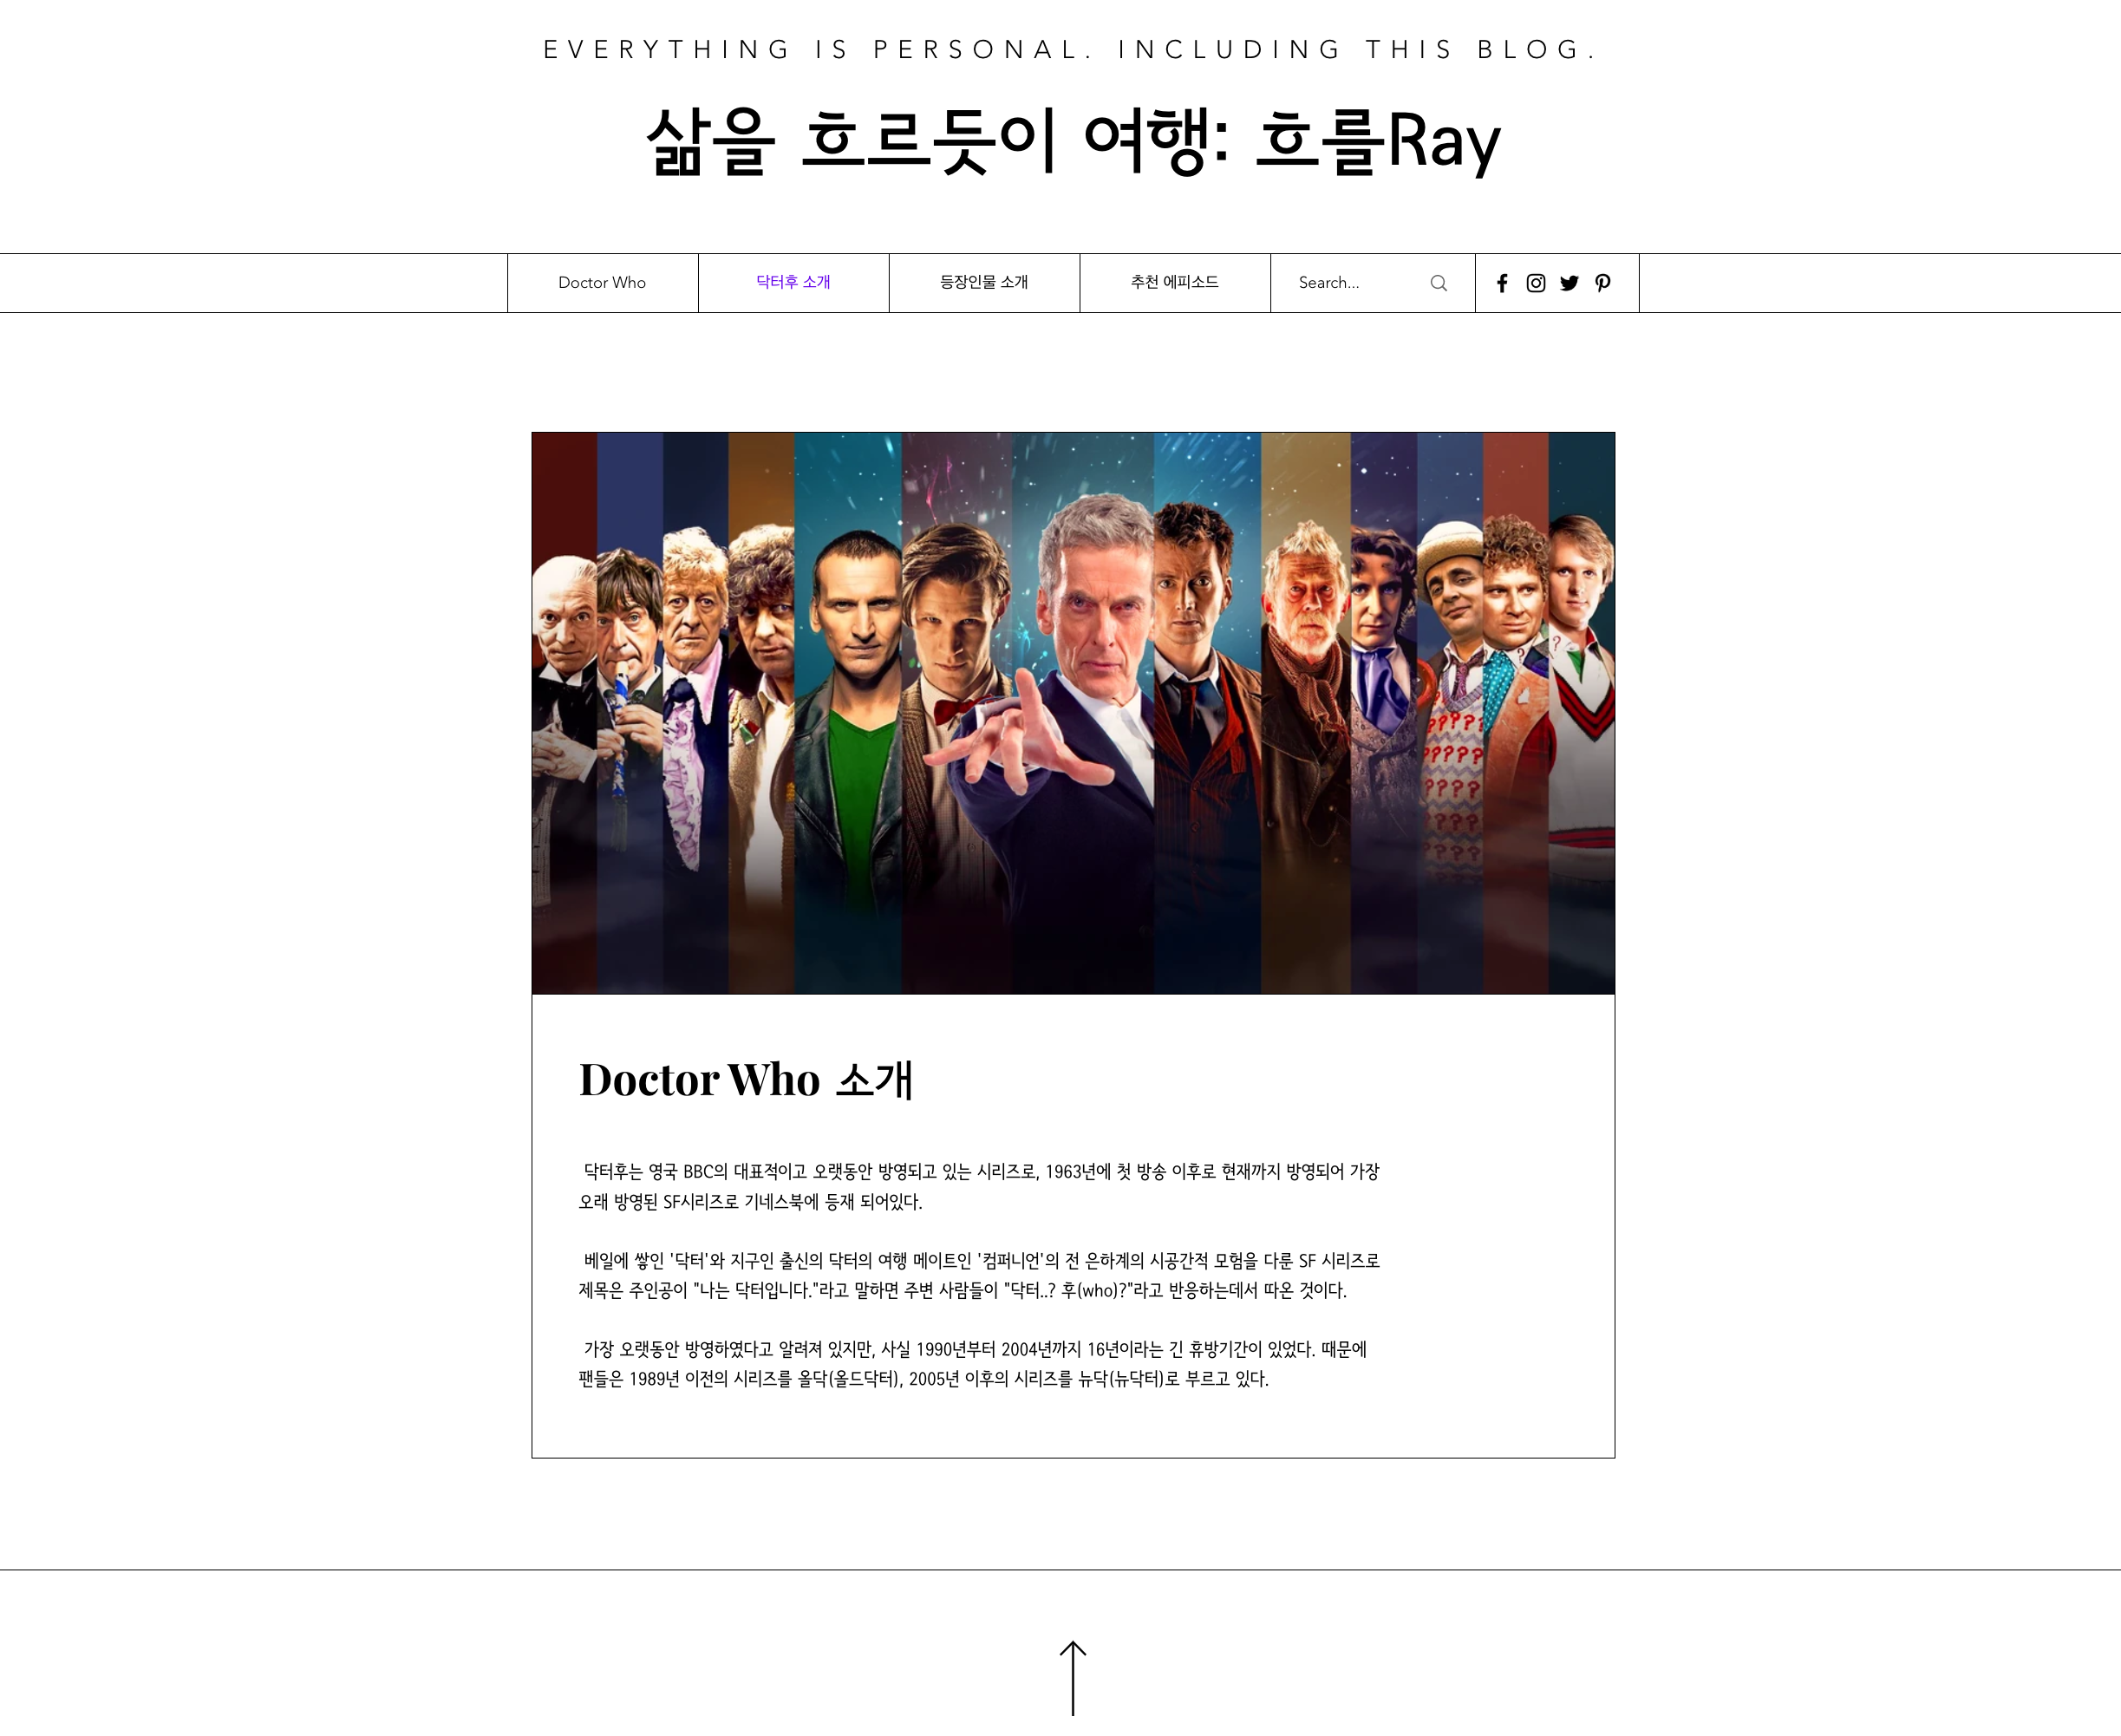 EVERYTHING IS PERSONAL. INCLUDING THIS BLOG.
삶을 흐르듯이 여행: 흐를Ray
Doctor Who
닥터후 소개
등장인물 소개
추천 에피소드
Search...
Doctor Who 소개
닥터후는 영국 BBC의 대표적이고 오랫동안 방영되고 있는 시리즈로, 1963년에 첫 방송 이후로 현재까지 방영되어 가장
오래 방영된 SF시리즈로 기네스북에 등재 되어있다.
베일에 쌓인 '닥터'와 지구인 출신의 닥터의 여행 메이트인 '컴퍼니언'의 전 은하계의 시공간적 모험을 다룬 SF 시리즈로
제목은 주인공이 "나는 닥터입니다."라고 말하면 주변 사람들이 "닥터..? 후(who)?"라고 반응하는데서 따온 것이다.
가장 오랫동안 방영하였다고 알려져 있지만, 사실 1990년부터 2004년까지 16년이라는 긴 휴방기간이 있었다. 때문에
팬들은 1989년 이전의 시리즈를 올닥(올드닥터), 2005년 이후의 시리즈를 뉴닥(뉴닥터)로 부르고 있다.